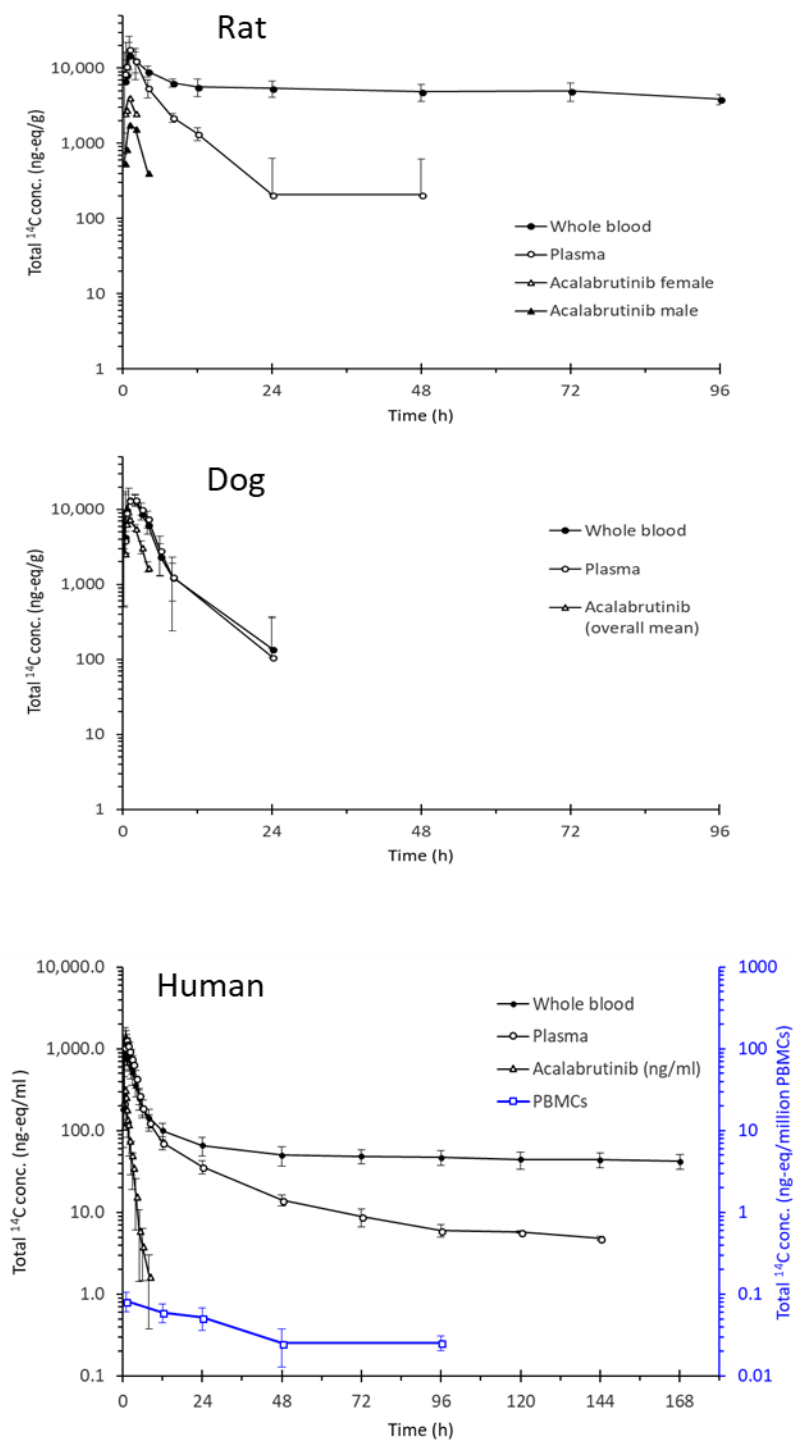 Rat
10,000
1,000
100
10
1
Total ¹⁴C conc. (ng-eq/g)
Whole blood
Plasma
Acalabrutinib female
Acalabrutinib male
0 24 48 72 96
Time (h)
Dog
10,000
1,000
100
10
1
Total ¹⁴C conc. (ng-eq/g)
Whole blood
Plasma
Acalabrutinib
(overall mean)
0 24 48 72 96
Time (h)
Human
10,000.0
1,000.0
100.0
10.0
1.0
0.1
Total ¹⁴C conc. (ng-eq/ml)
Whole blood
Plasma
Acalabrutinib (ng/ml)
PBMCs
1000
100
10
1
0.1
0.01
Total ¹⁴C conc. (ng-eq/million PBMCs)
0 24 48 72 96 120 144 168
Time (h)